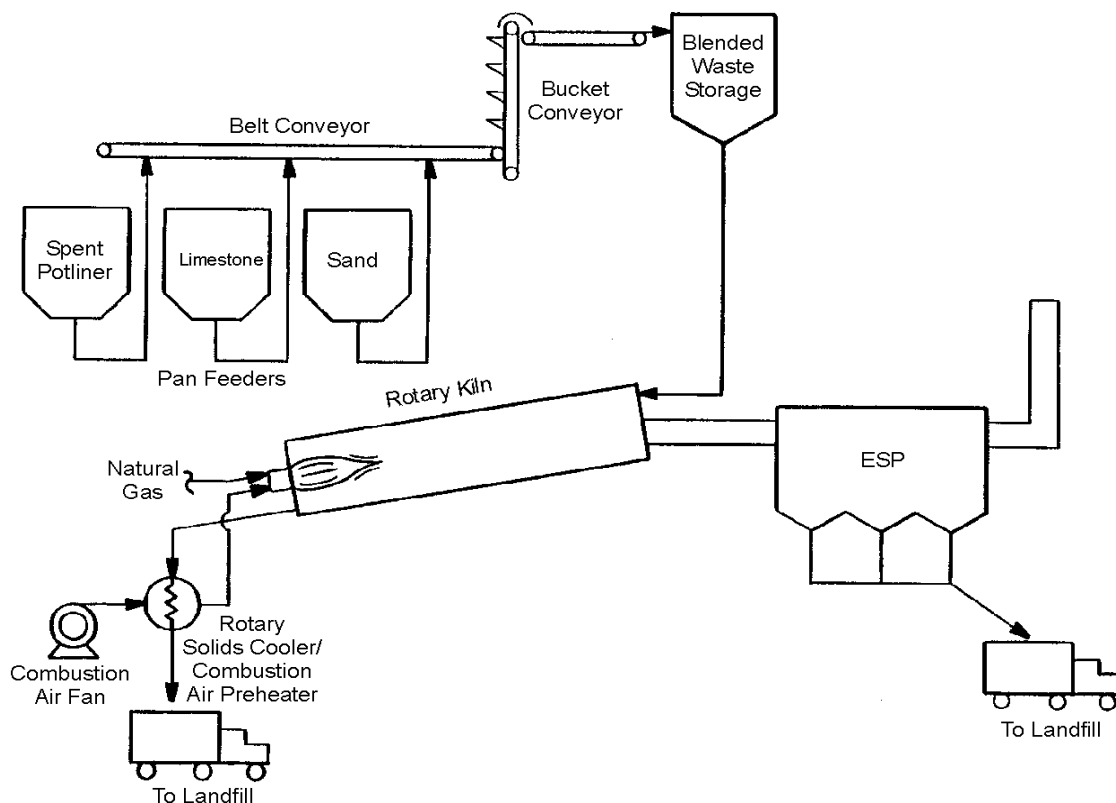 Blended
Waste
Storage
Bucket
Conveyor
Belt Conveyor
Spent
Potliner
Limestone
Sand
Pan Feeders
Rotary Kiln
Natural
Gas
ESP
Rotary
Solids Cooler/
Combustion
Air Preheater
Combustion
Air Fan
To Landfill
To Landfill